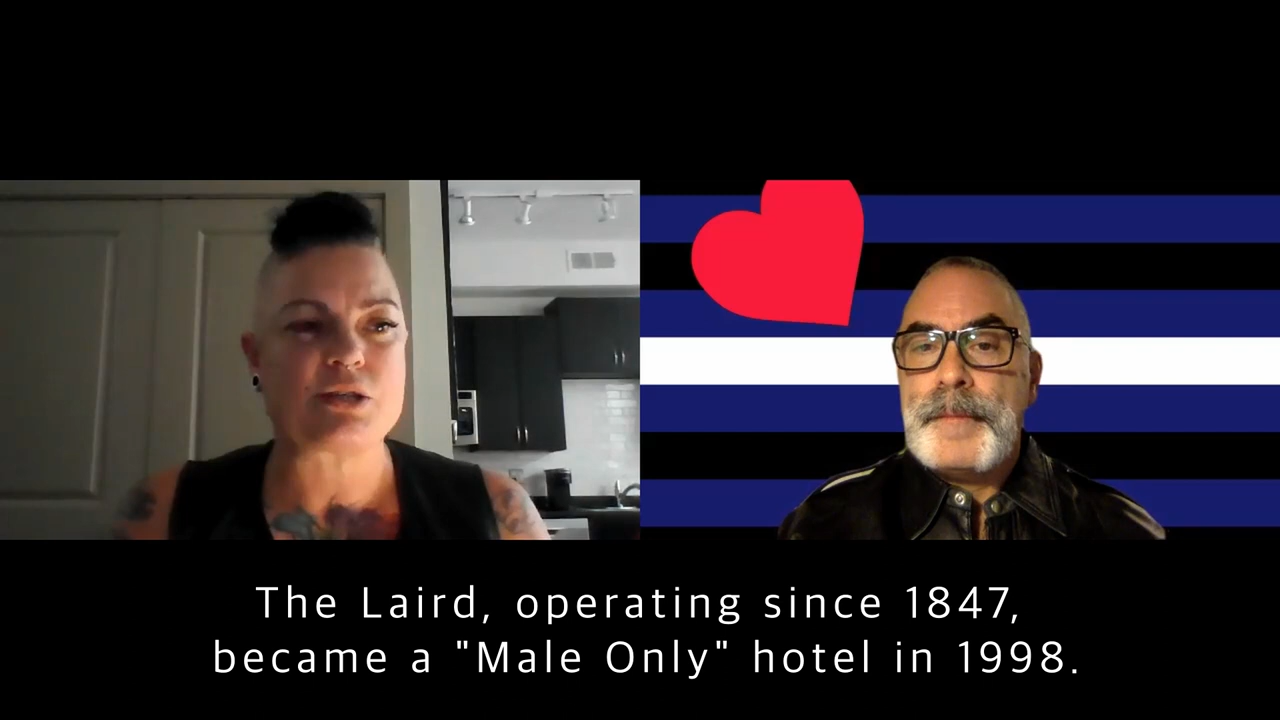 The Laird, operating since 1847,
became a "Male Only" hotel in 1998.